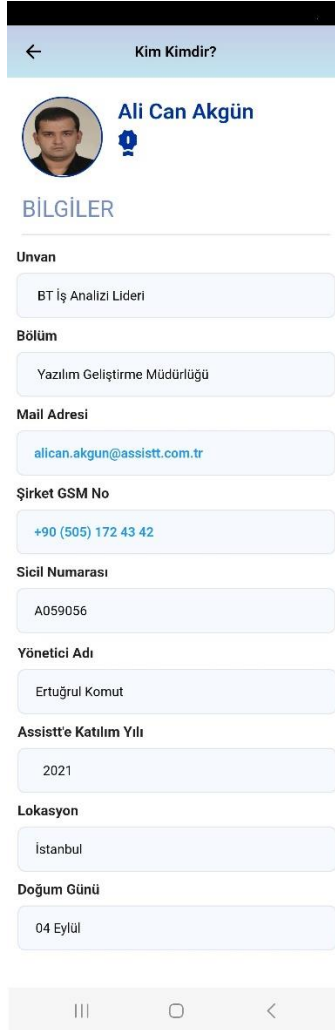 Kim Kimdir?
Ali Can Akgün
1
BİLGİLER
Unvan
BT İş Analizi Lideri
Bölüm
Yazılım Geliştirme Müdürlüğü
Mail Adresi
alican.akgun@assistt.com.tr
Şirket GSM No
+90 (505) 172 43 42
Sicil Numarası
A059056
Yönetici Adı
Ertuğrul Komut
Assistt'e Katılım Yılı
2021
Lokasyon
İstanbul
Doğum Günü
04 Eylül